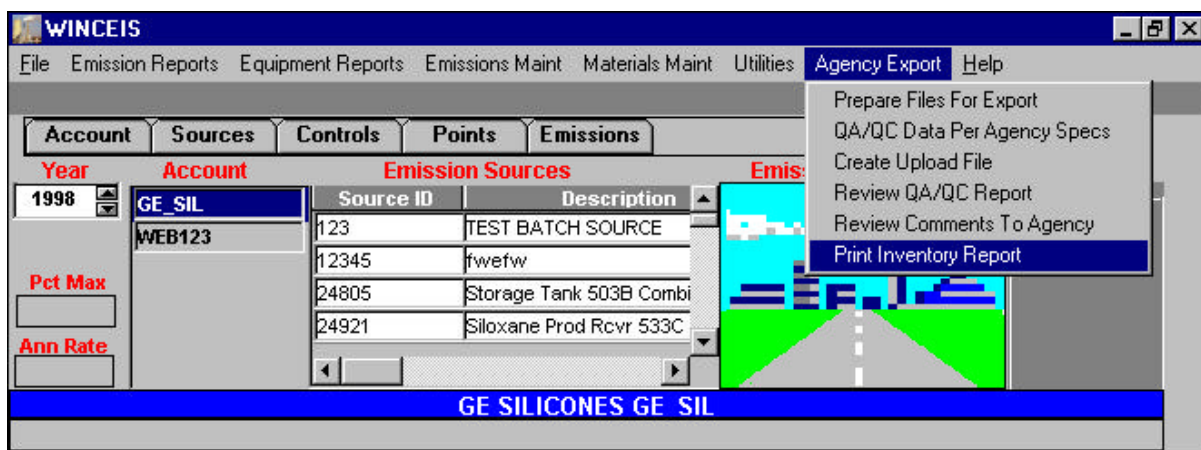 WINCEIS
File Emission Reports Equipment Reports Emissions Maint Materials Maint Utilities Agency Export Help
Prepare Files For Export
QA/QC Data Per Agency Specs
Create Upload File
Review QA/QC Report
Review Comments To Agency
Print Inventory Report
Account Sources Controls Points Emissions
Year Account Emission Sources Emis
1998 GE_SIL Source ID Description
WEB123 123 TEST BATCH SOURCE
12345 fwefw
Pct Max 24805 Storage Tank 503B Combi
24921 Siloxane Prod Rcvr 533C
Ann Rate
GE SILICONES GE SIL